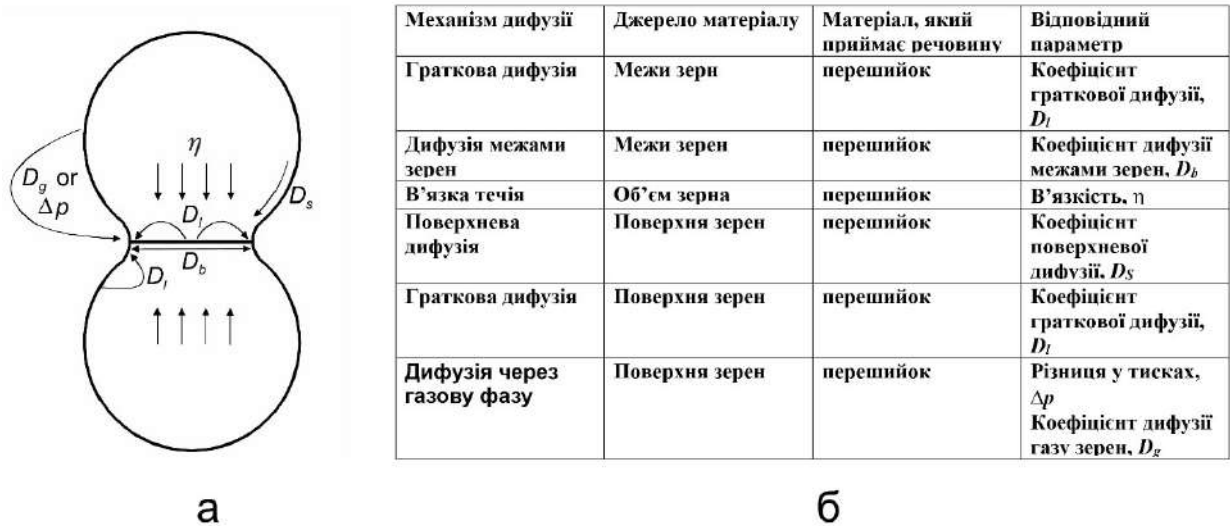 η
D_g or
Δp
D_s
D_l
D_b
D_l
Механізм дифузії
Джерело матеріалу
Матеріал, який
приймає речовину
Відповідний
параметр
Граткова дифузія
Межи зерн
перешийок
Коефіцієнт
граткової дифузії,
D_l
Дифузія межами
зерен
Межи зерен
перешийок
Коефіцієнт дифузії
межами зерен, D_b
В’язка течія
Об’єм зерна
перешийок
В’язкість, η
Поверхнева
дифузія
Поверхня зерен
перешийок
Коефіцієнт
поверхневої
дифузії, D_S
Граткова дифузія
Поверхня зерен
перешийок
Коефіцієнт
граткової дифузії,
D_l
Дифузія через
газову фазу
Поверхня зерен
перешийок
Різниця у тисках,
Δp
Коефіцієнт дифузії
газу зерен, D_g
а
б